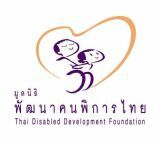 มูลนิธิ
พัฒนาคนพิการไทย
Thai Disabled Development Foundation